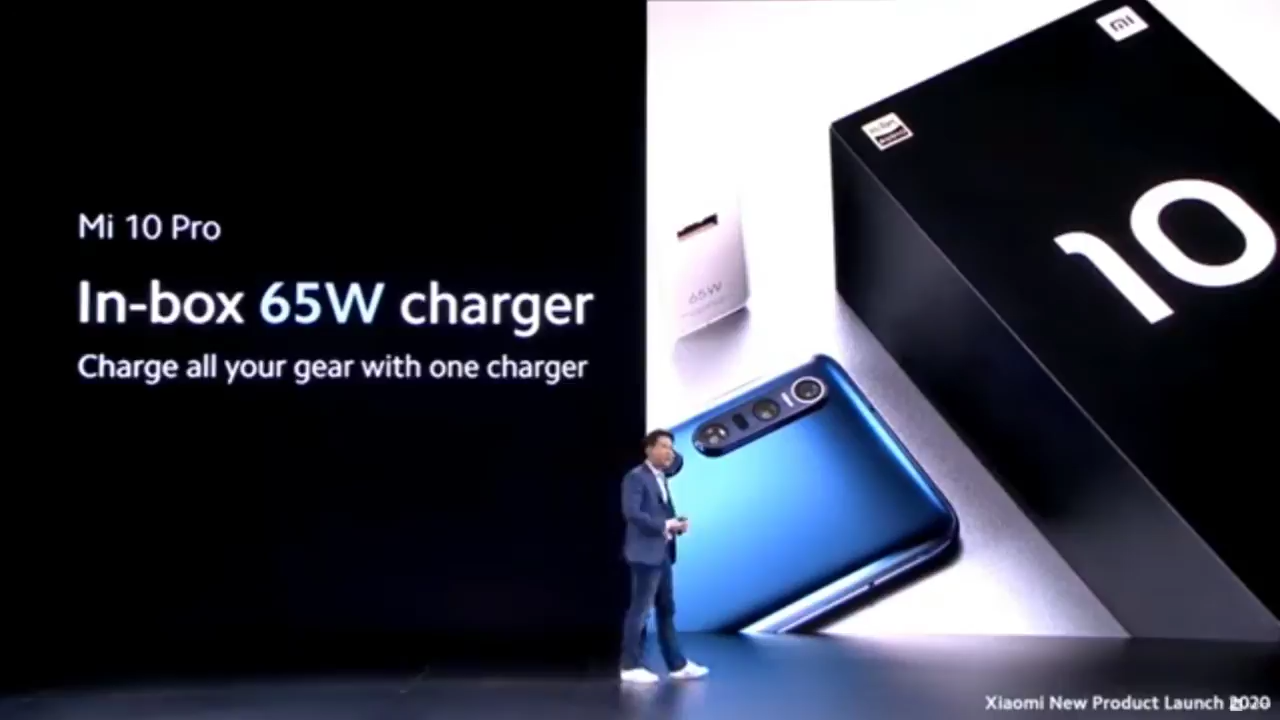 Mi 10 Pro
In-box 65W charger
Charge all your gear with one charger
65W
10
Xiaomi New Product Launch 2020